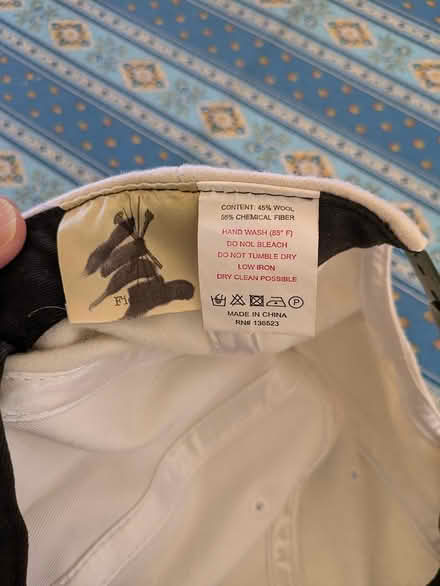 CONTENT: 45% WOOL
55% CHEMICAL FIBER
HAND WASH (85° F)
DO NOL BLEACH
DO NOT TUMBLE DRY
LOW IRON
DRY CLEAN POSSIBLE
MADE IN CHINA
RN# 136523